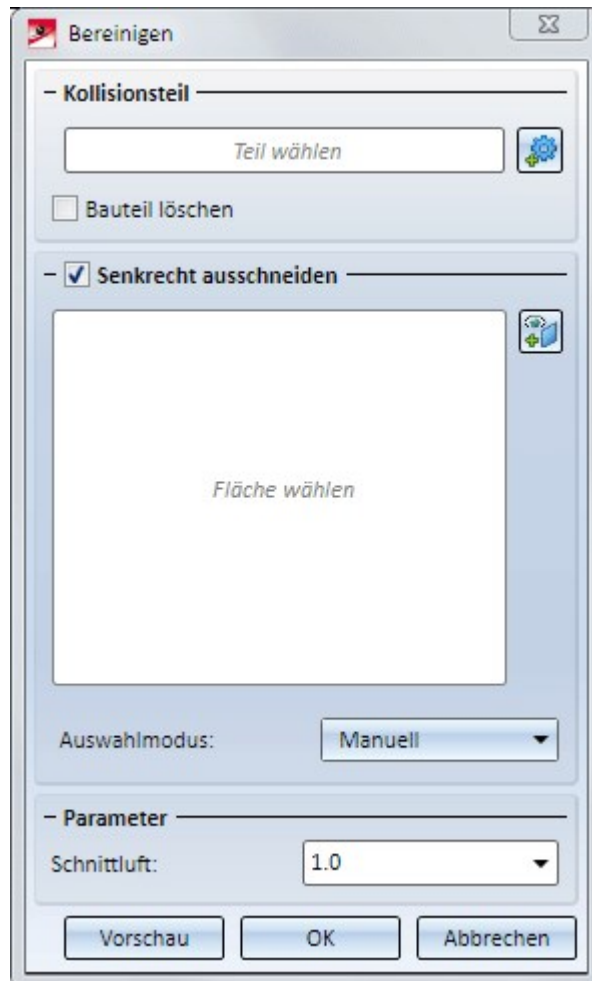 Bereinigen
Kollisionsteil
Teil wählen
Bauteil löschen
Senkrecht ausschneiden
Fläche wählen
Auswahlmodus: Manuell
Parameter
Schnittluft: 1.0
Vorschau OK Abbrechen